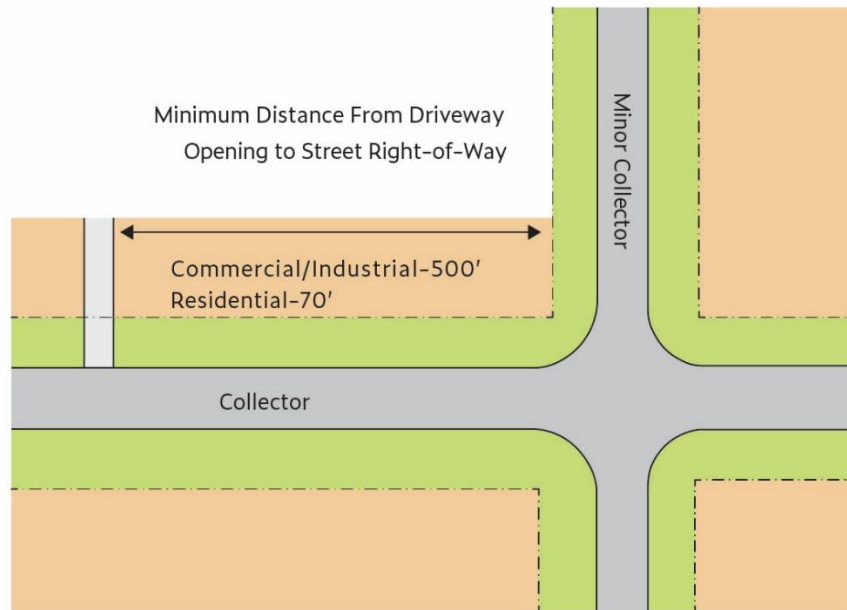 Minimum Distance From Driveway
Opening to Street Right-of-Way
Minor Collector
Commercial/Industrial-500'
Residential-70'
Collector